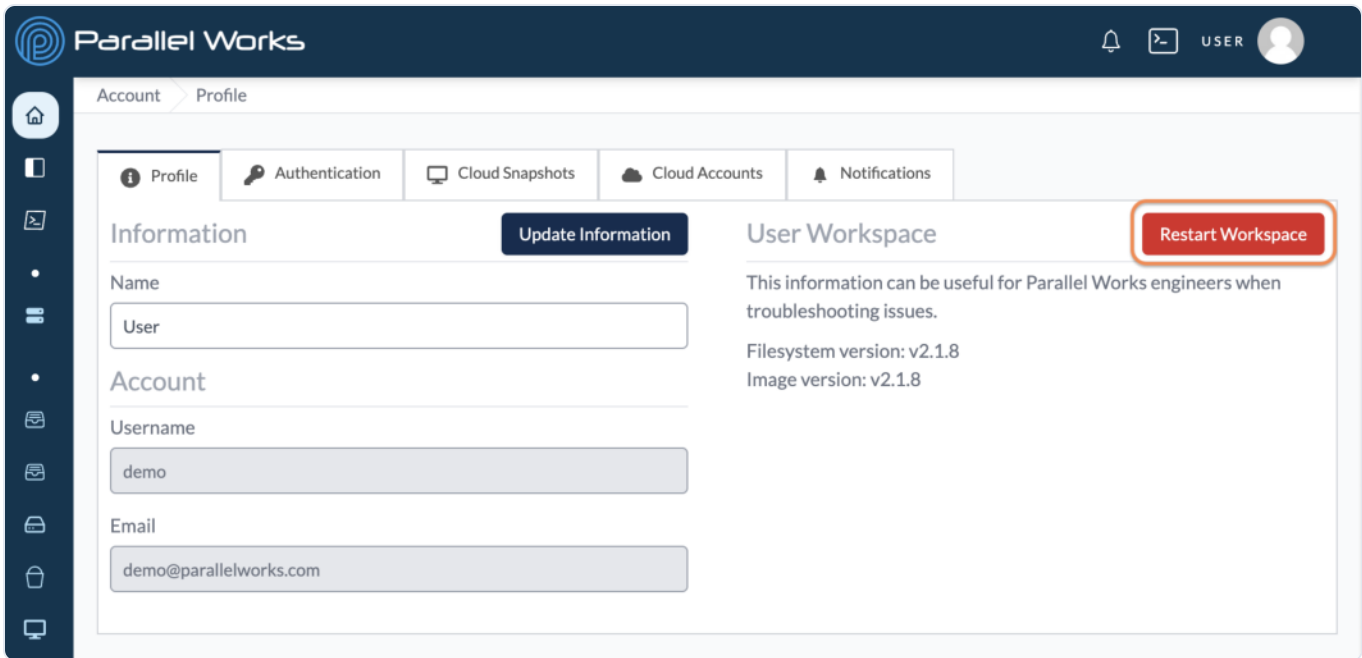 Parallel Works
USER
Account Profile
Profile Authentication Cloud Snapshots Cloud Accounts Notifications
Information
Update Information
Name
User
Account
Username
demo
Email
demo@parallelworks.com
User Workspace
Restart Workspace
This information can be useful for Parallel Works engineers when
troubleshooting issues.
Filesystem version: v2.1.8
Image version: v2.1.8